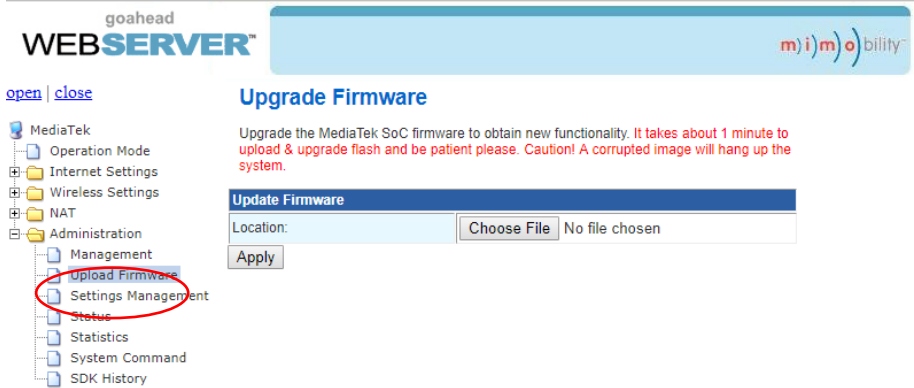 goahead
WEBSERVER™
m)i)m)o)bility™
open | close
MediaTek
Operation Mode
Internet Settings
Wireless Settings
NAT
Administration
Management
Upload Firmware
Settings Management
Status
Statistics
System Command
SDK History
Upgrade Firmware
Upgrade the MediaTek SoC firmware to obtain new functionality. It takes about 1 minute to
upload & upgrade flash and be patient please. Caution! A corrupted image will hang up the
system.
Update Firmware
Location: Choose File No file chosen
Apply